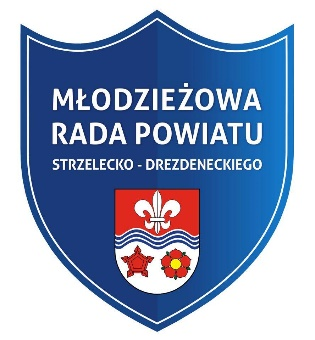 MŁODZIEŻOWA
RADA POWIATU
STRZELECKO - DREZDENECKIEGO